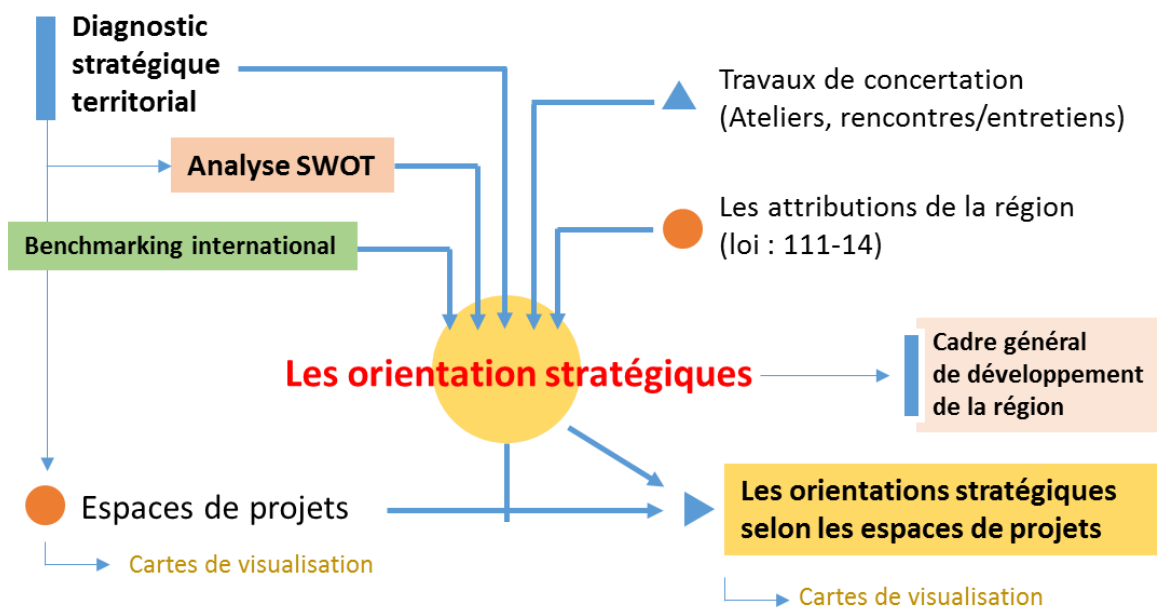 Diagnostic
stratégique
territorial
Travaux de concertation
(Ateliers, rencontres/entretiens)
Analyse SWOT
Les attributions de la région
(loi : 111-14)
Benchmarking international
Les orientation stratégiques
Cadre général
de développement
de la région
Espaces de projets
Les orientations stratégiques
selon les espaces de projets
Cartes de visualisation
Cartes de visualisation